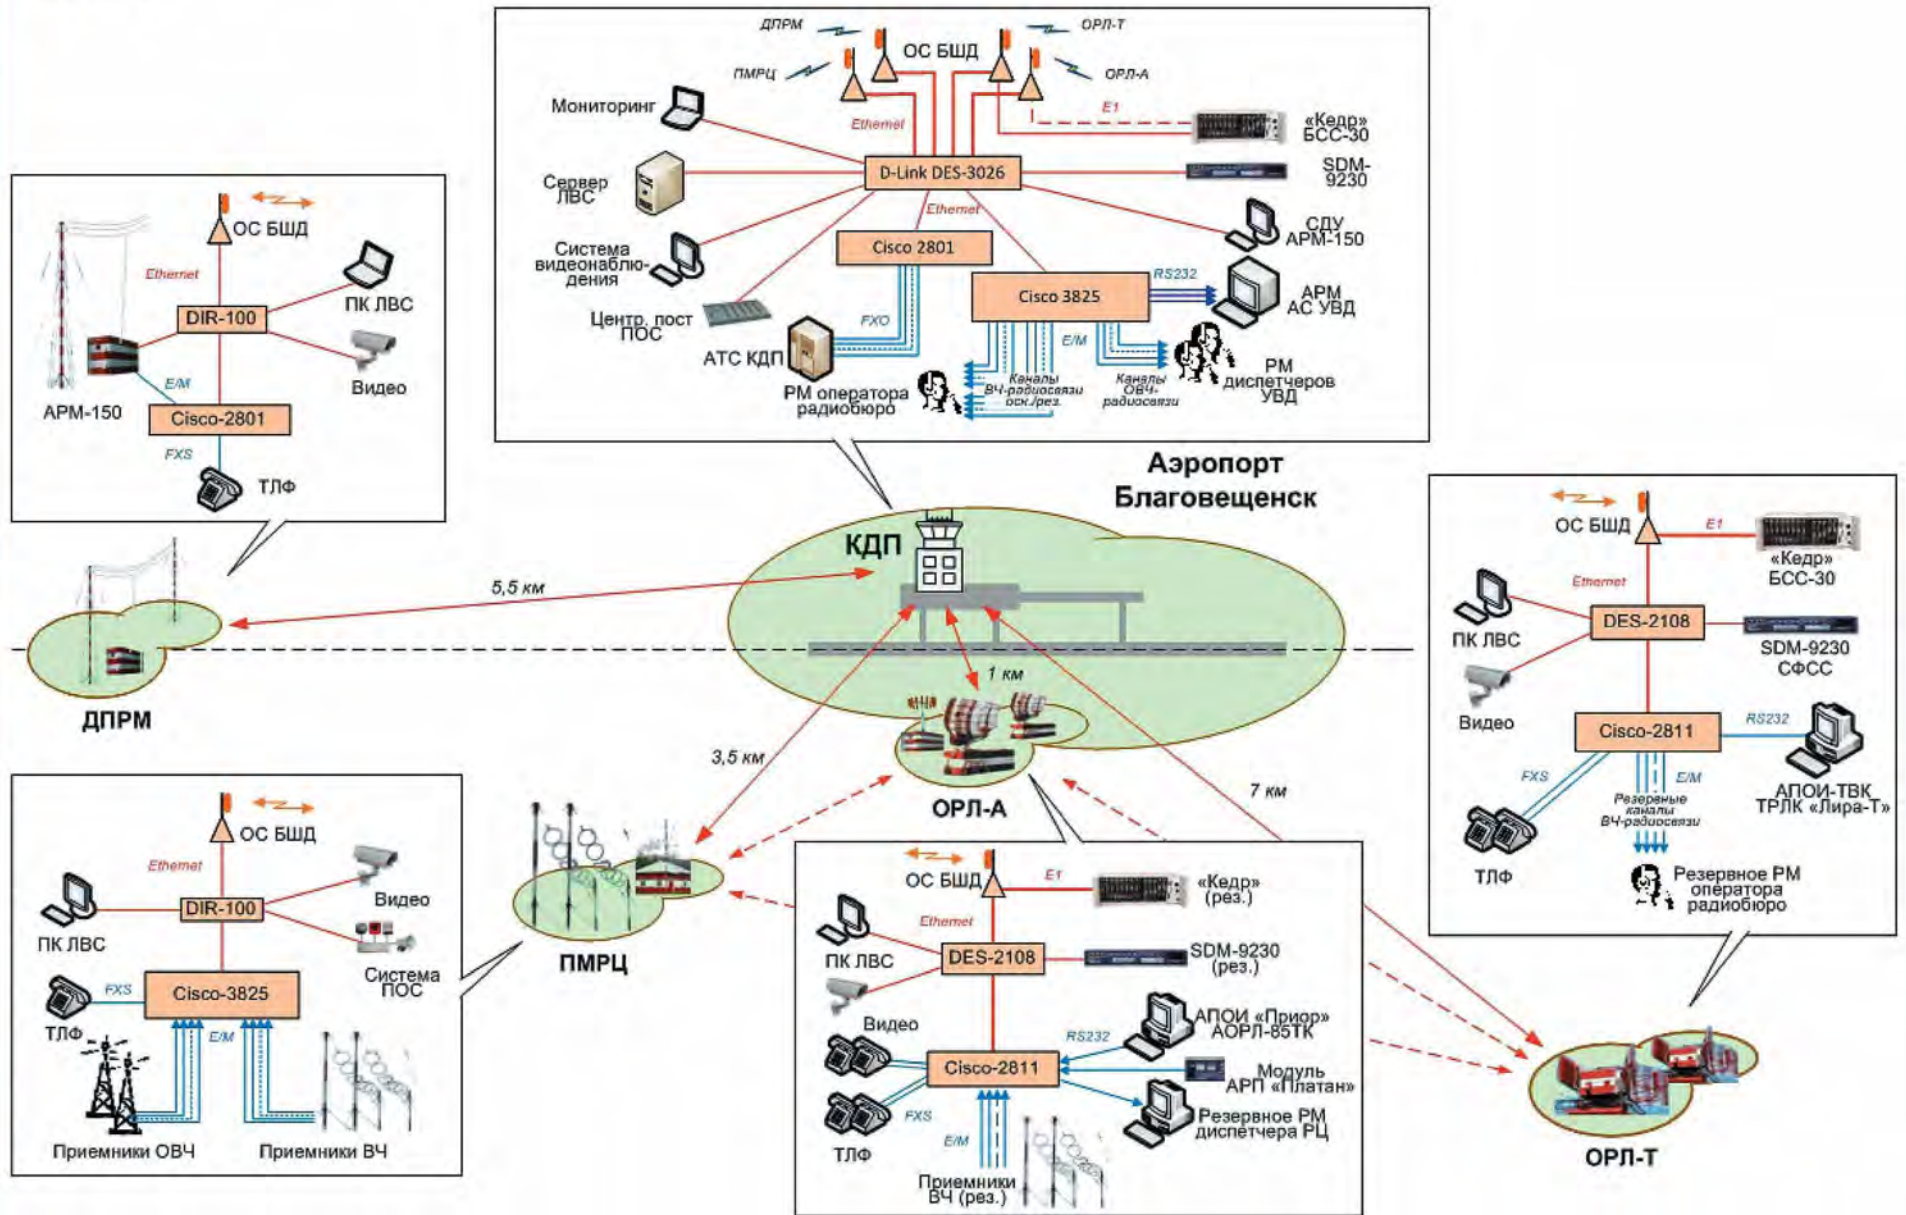 ДПРМ
ОРЛ-Т
ОС БШД
ПМРЦ
ОРЛ-А
Мониторинг
Ethernet
E1
«Кедр»
БСС-30
D-Link DES-3026
SDM-
9230
Сервер
ЛВС
Ethernet
СДУ
АРМ-150
Cisco 2801
Система
видеонаблю-
дения
Cisco 3825
RS232
АРМ
АС УВД
Центр. пост
ПОС
FXO
E/M
АТС КДП
РМ оператора
радиобюро
Каналы
ВЧ-радиосвязи
осн./рез.
Каналы
ОВЧ-
радиосвязи
РМ
диспетчеров
УВД
ОС БШД
Ethernet
ПК ЛВС
DIR-100
Видео
E/M
АРМ-150
Cisco-2801
FXS
ТЛФ
Аэропорт
Благовещенск
КДП
5,5 км
1 км
3,5 км
7 км
ДПРМ
ОРЛ-А
ПМРЦ
ОРЛ-Т
ОС БШД
E1
«Кедр»
БСС-30
Ethernet
ПК ЛВС
DES-2108
SDM-9230
СФСС
Видео
Cisco-2811
RS232
АПОИ-ТВК
ТРЛК «Лира-Т»
FXS
E/M
Резервные
каналы
ВЧ-радиосвязи
ТЛФ
Резервное РМ
оператора
радиобюро
ОС БШД
Ethernet
Видео
DIR-100
ПК ЛВС
Система
ПОС
FXS
Cisco-3825
ТЛФ
E/M
Приемники ОВЧ
Приемники ВЧ
ОС БШД
E1
«Кедр»
(рез.)
Ethernet
ПК ЛВС
DES-2108
SDM-9230
(рез.)
Видео
RS232
АПОИ «Приор»
АОРЛ-85ТК
Cisco-2811
Модуль
АРП «Платан»
FXS
ТЛФ
E/M
Резервное РМ
диспетчера РЦ
Приемники
ВЧ (рез.)